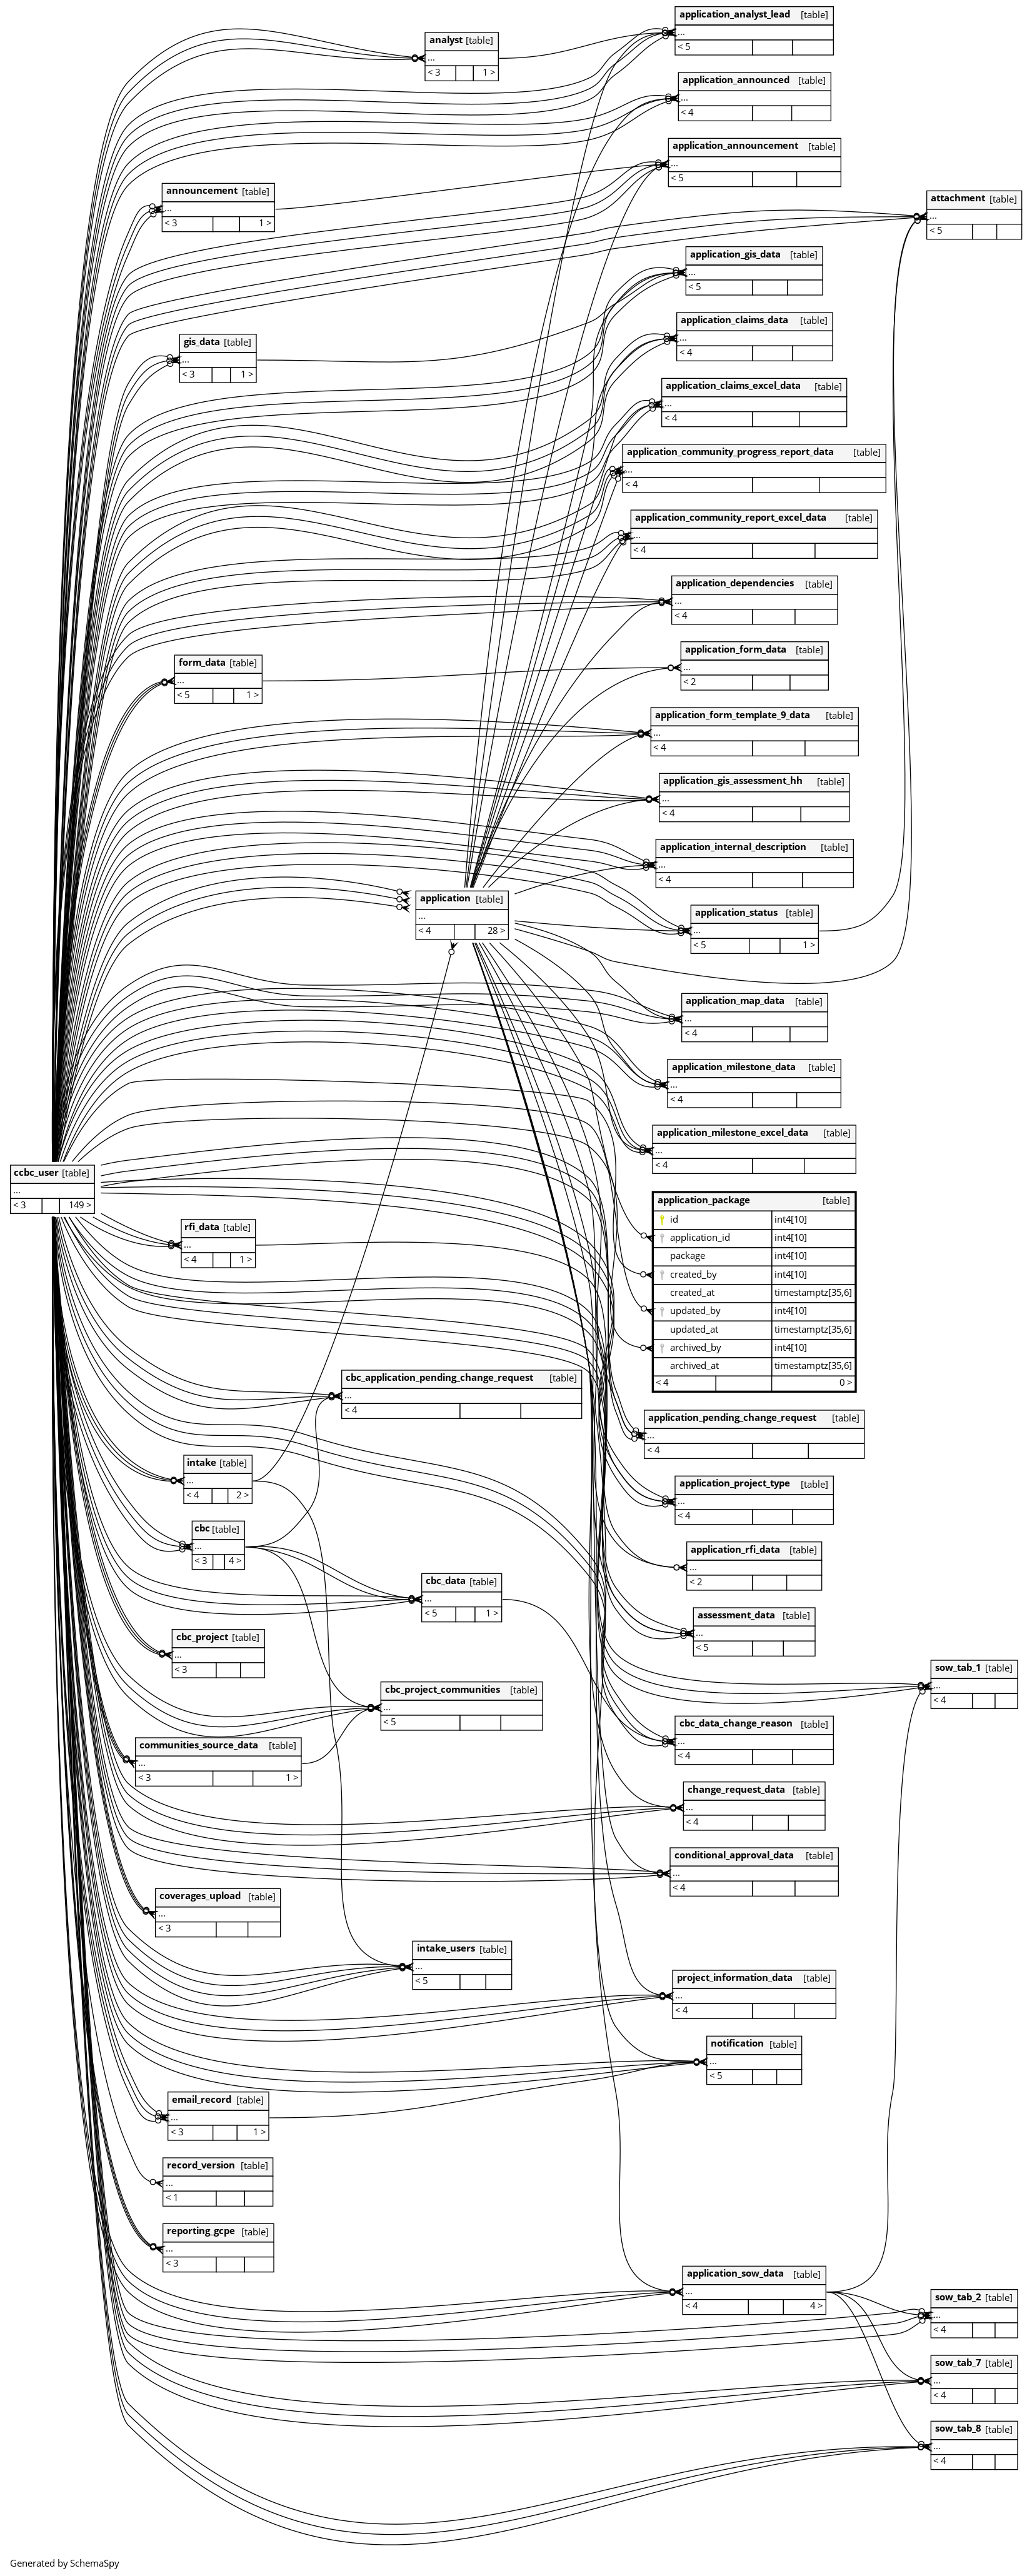 application_analyst_lead [table]
...
< 5
analyst [table]
...
< 3 1 >
application_announced [table]
...
< 4
application_announcement [table]
...
< 5
announcement [table]
...
< 3 1 >
attachment [table]
...
< 5
application_gis_data [table]
...
< 5
application_claims_data [table]
...
< 4
gis_data [table]
...
< 3 1 >
application_claims_excel_data [table]
...
< 4
application_community_progress_report_data [table]
...
< 4
application_community_report_excel_data [table]
...
< 4
application_dependencies [table]
...
< 4
application_form_data [table]
...
< 2
form_data [table]
...
< 5 1 >
application_form_template_9_data [table]
...
< 4
application_gis_assessment_hh [table]
...
< 4
application_internal_description [table]
...
< 4
application [table]
...
< 4 28 >
application_status [table]
...
< 5 1 >
application_map_data [table]
...
< 4
application_milestone_data [table]
...
< 4
application_milestone_excel_data [table]
...
< 4
ccbc_user [table]
...
< 3 149 >
application_package [table]
id int4[10]
application_id int4[10]
package int4[10]
created_by int4[10]
created_at timestamptz[35,6]
updated_by int4[10]
updated_at timestamptz[35,6]
archived_by int4[10]
archived_at timestamptz[35,6]
< 4 0 >
rfi_data [table]
...
< 4 1 >
cbc_application_pending_change_request [table]
...
< 4
application_pending_change_request [table]
...
< 4
intake [table]
...
< 4 2 >
application_project_type [table]
...
< 4
cbc [table]
...
< 3 4 >
application_rfi_data [table]
...
< 2
cbc_data [table]
...
< 5 1 >
assessment_data [table]
...
< 5
cbc_project [table]
...
< 3
sow_tab_1 [table]
...
< 4
cbc_project_communities [table]
...
< 5
cbc_data_change_reason [table]
...
< 4
communities_source_data [table]
...
< 3 1 >
change_request_data [table]
...
< 4
conditional_approval_data [table]
...
< 4
coverages_upload [table]
...
< 3
intake_users [table]
...
< 5
project_information_data [table]
...
< 4
notification [table]
...
< 5
email_record [table]
...
< 3 1 >
record_version [table]
...
< 1
reporting_gcpe [table]
...
< 3
application_sow_data [table]
...
< 4 4 >
sow_tab_2 [table]
...
< 4
sow_tab_7 [table]
...
< 4
sow_tab_8 [table]
...
< 4
Generated by SchemaSpy